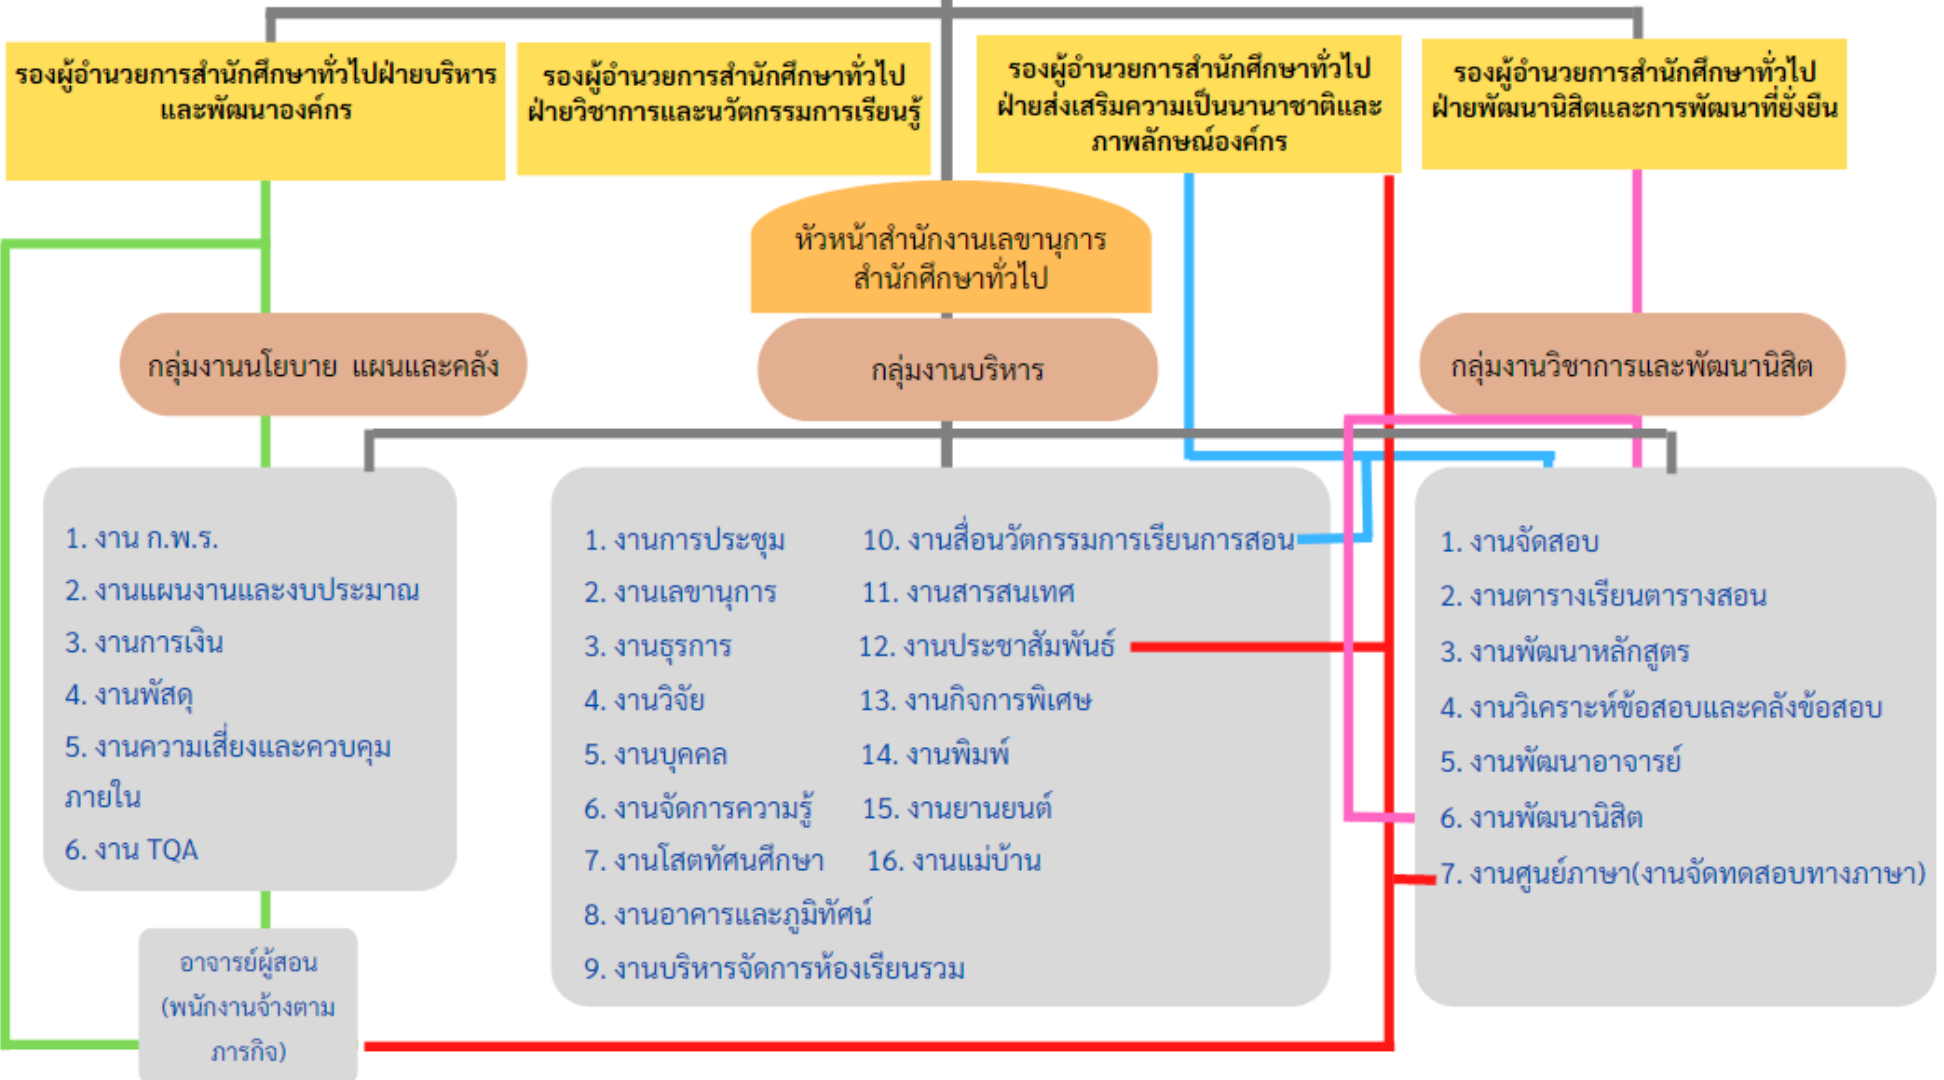 รองผู้อำนวยการสำนักศึกษาทั่วไปฝ่ายบริหาร
และพัฒนาองค์กร
รองผู้อำนวยการสำนักศึกษาทั่วไป
ฝ่ายวิชาการและนวัตกรรมการเรียนรู้
รองผู้อำนวยการสำนักศึกษาทั่วไป
ฝ่ายส่งเสริมความเป็นนานาชาติและ
ภาพลักษณ์องค์กร
รองผู้อำนวยการสำนักศึกษาทั่วไป
ฝ่ายพัฒนานิสิตและการพัฒนาที่ยั่งยืน
หัวหน้าสำนักงานเลขานุการ
สำนักศึกษาทั่วไป
กลุ่มงานนโยบาย แผนและคลัง
กลุ่มงานบริหาร
กลุ่มงานวิชาการและพัฒนานิสิต
1. งาน ก.พ.ร.
2. งานแผนงานและงบประมาณ
3. งานการเงิน
4. งานพัสดุ
5. งานความเสี่ยงและควบคุม
ภายใน
6. งาน TQA
1. งานการประชุม
2. งานเลขานุการ
3. งานธุรการ
4. งานวิจัย
5. งานบุคคล
6. งานจัดการความรู้
7. งานโสตทัศนศึกษา
8. งานอาคารและภูมิทัศน์
9. งานบริหารจัดการห้องเรียนรวม
10. งานสื่อนวัตกรรมการเรียนการสอน
11. งานสารสนเทศ
12. งานประชาสัมพันธ์
13. งานกิจการพิเศษ
14. งานพิมพ์
15. งานยานยนต์
16. งานแม่บ้าน
1. งานจัดสอบ
2. งานตารางเรียนตารางสอน
3. งานพัฒนาหลักสูตร
4. งานวิเคราะห์ข้อสอบและคลังข้อสอบ
5. งานพัฒนาอาจารย์
6. งานพัฒนานิสิต
7. งานศูนย์ภาษา(งานจัดทดสอบทางภาษา)
อาจารย์ผู้สอน
(พนักงานจ้างตาม
ภารกิจ)